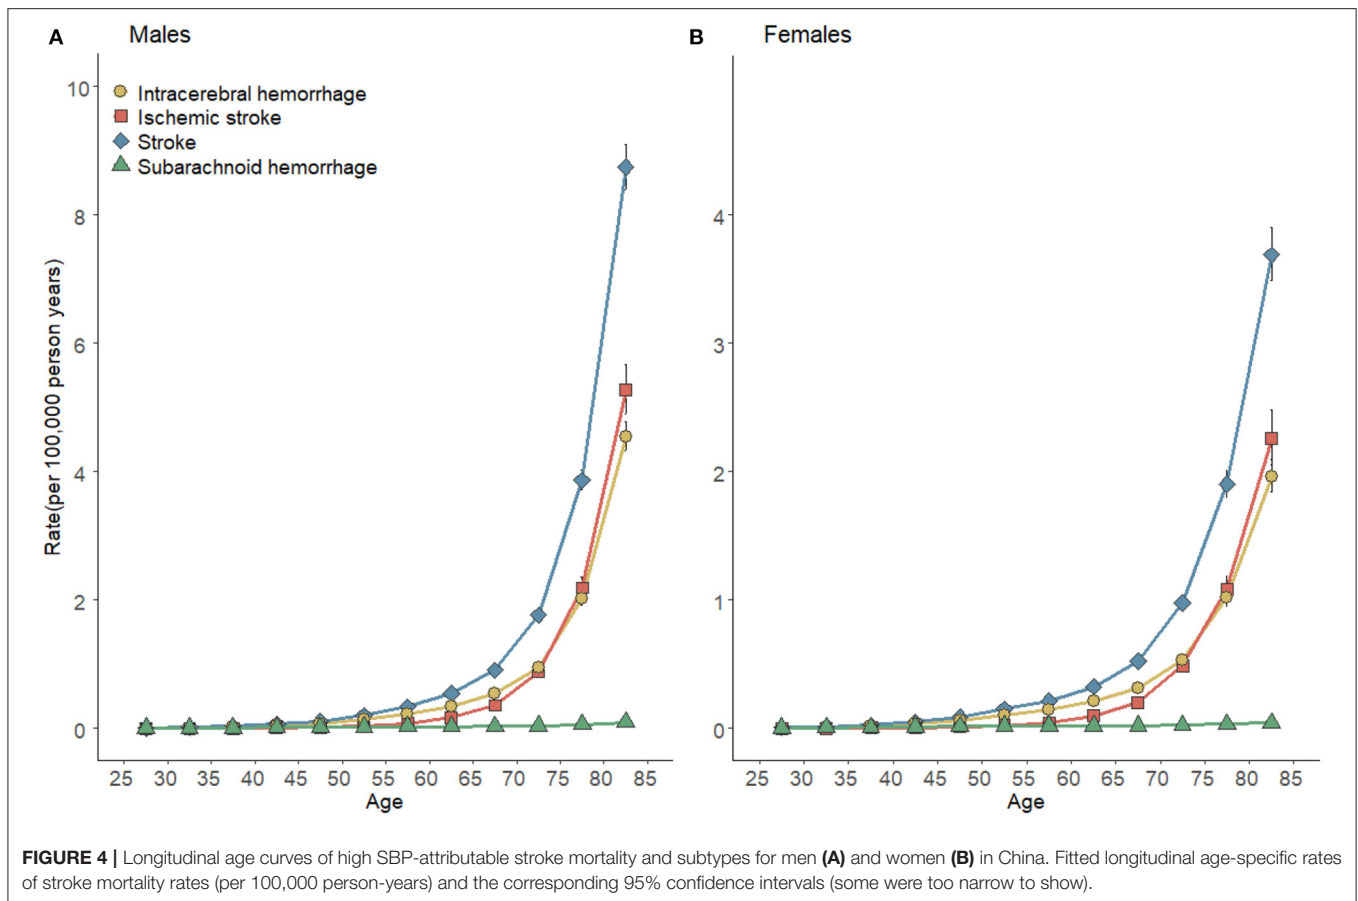 A Males
B Females
Intracerebral hemorrhage
Ischemic stroke
Stroke
Subarachnoid hemorrhage
Rate(per 100,000 person years)
10
8
6
4
2
0
25 30 35 40 45 50 55 60 65 70 75 80 85
Age
4
3
2
1
0
25 30 35 40 45 50 55 60 65 70 75 80 85
Age
FIGURE 4 | Longitudinal age curves of high SBP-attributable stroke mortality and subtypes for men (A) and women (B) in China. Fitted longitudinal age-specific rates
of stroke mortality rates (per 100,000 person-years) and the corresponding 95% confidence intervals (some were too narrow to show).